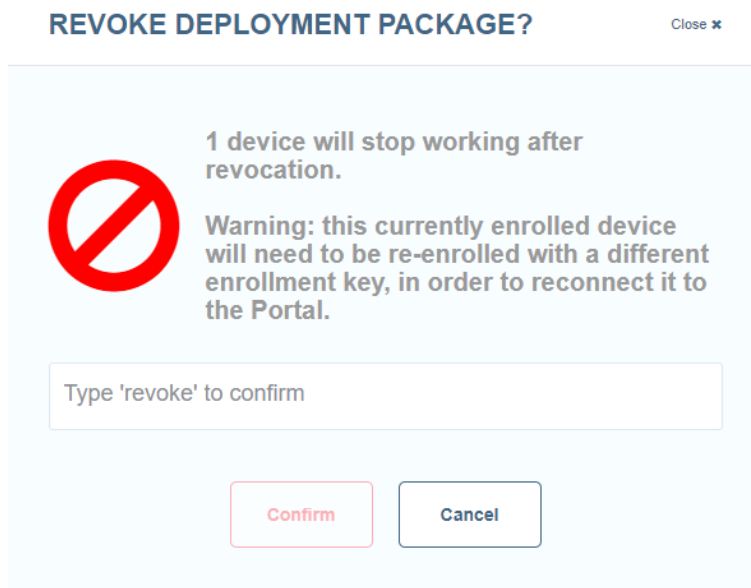 REVOKE DEPLOYMENT PACKAGE?
Close ✖
1 device will stop working after
revocation.
Warning: this currently enrolled device
will need to be re-enrolled with a different
enrollment key, in order to reconnect it to
the Portal.
Type 'revoke' to confirm
Confirm
Cancel